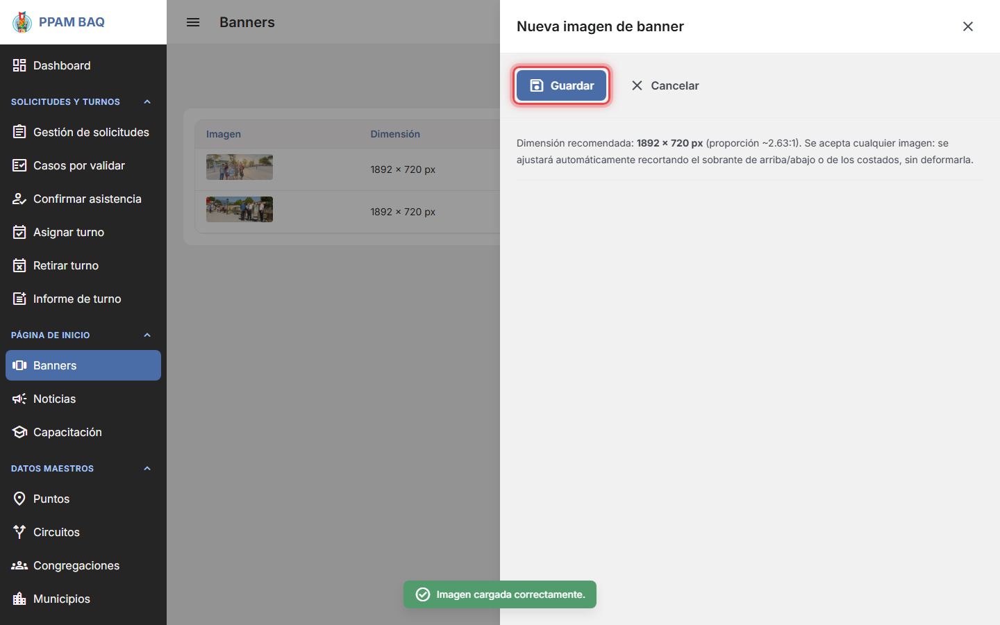 PPAM BAQ
Dashboard
SOLICITUDES Y TURNOS
Gestión de solicitudes
Casos por validar
Confirmar asistencia
Asignar turno
Retirar turno
Informe de turno
PÁGINA DE INICIO
Banners
Noticias
Capacitación
DATOS MAESTROS
Puntos
Circuitos
Congregaciones
Municipios
Banners
Imagen Dimensión
1892 × 720 px
1892 × 720 px
Nueva imagen de banner
Guardar Cancelar
Dimensión recomendada: 1892 × 720 px (proporción ~2.63:1). Se acepta cualquier imagen: se
ajustará automáticamente recortando el sobrante de arriba/abajo o de los costados, sin deformarla.
Imagen cargada correctamente.